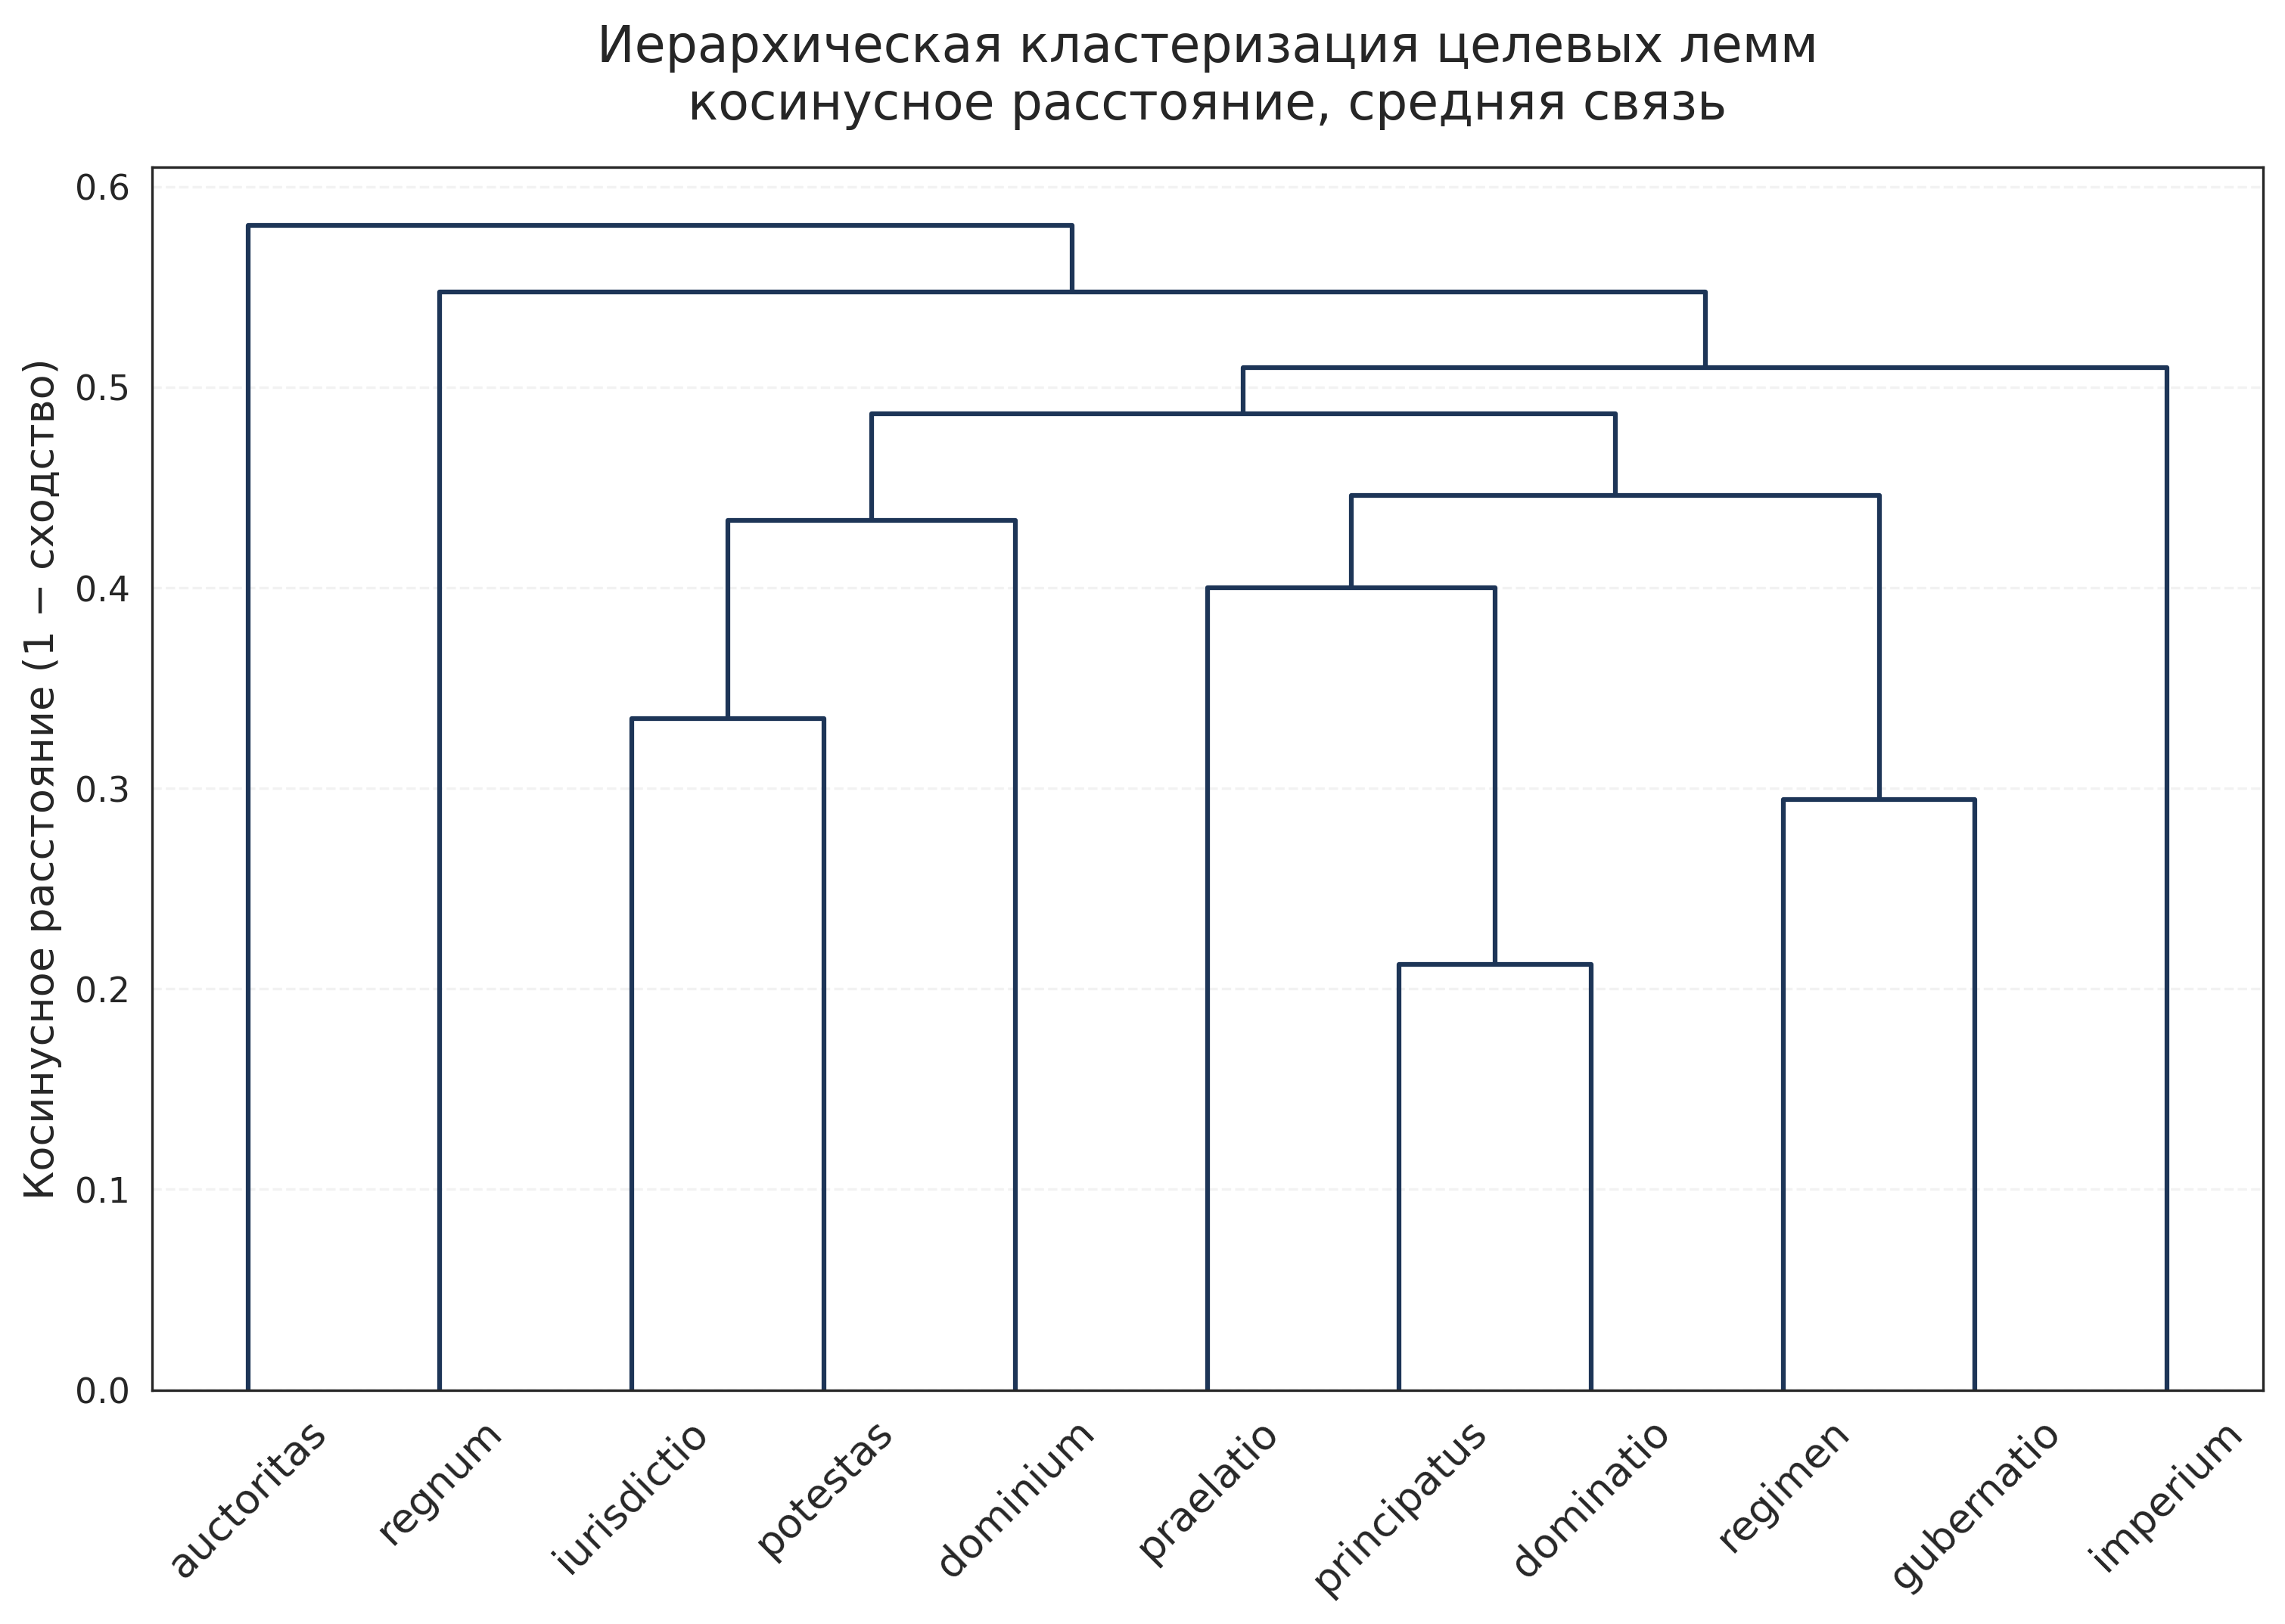 Иерархическая кластеризация целевых лемм
косинусное расстояние, средняя связь
Косинусное расстояние (1 − сходство)
0.6
0.5
0.4
0.3
0.2
0.1
0.0
auctoritas
regnum
iurisdictio
potestas
dominium
praelatio
principatus
dominatio
regimen
gubernatio
imperium